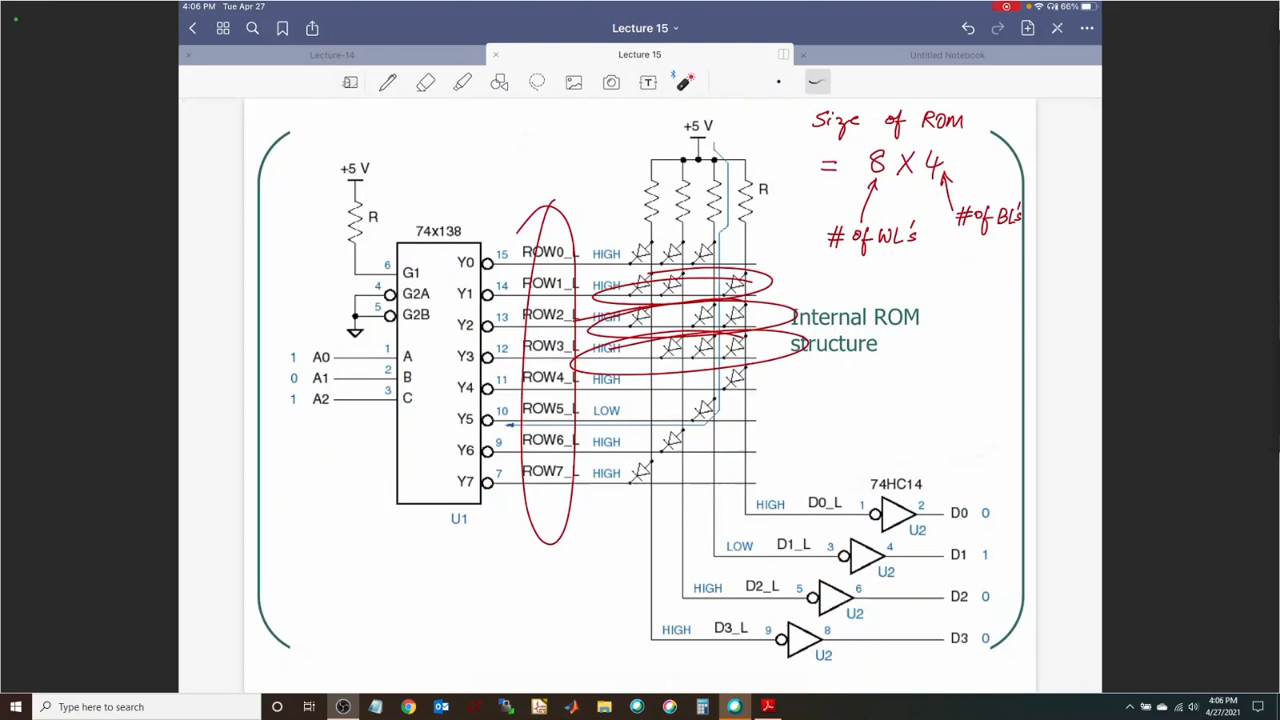 4:06 PM Tue Apr 27
66%
Lecture 15
Lecture-14
Lecture 15
Untitled Notebook
Size of ROM
= 8 X 4
# of WL's
# of BL's
+5 V
+5 V
R
R
74x138
6 G1
4 G2A
5 G2B
1 A0 1 A
0 A1 2 B
1 A2 3 C
Y0 15 ROW0_L HIGH
Y1 14 ROW1_L HIGH
Y2 13 ROW2_L HIGH
Y3 12 ROW3_L HIGH
Y4 11 ROW4_L HIGH
Y5 10 ROW5_L LOW
Y6 9 ROW6_L HIGH
Y7 7 ROW7_L HIGH
U1
Internal ROM
structure
74HC14
HIGH D0_L 1 2 D0 0
U2
LOW D1_L 3 4 D1 1
U2
HIGH D2_L 5 6 D2 0
U2
HIGH D3_L 9 8 D3 0
U2
Type here to search
4:06 PM
4/27/2021